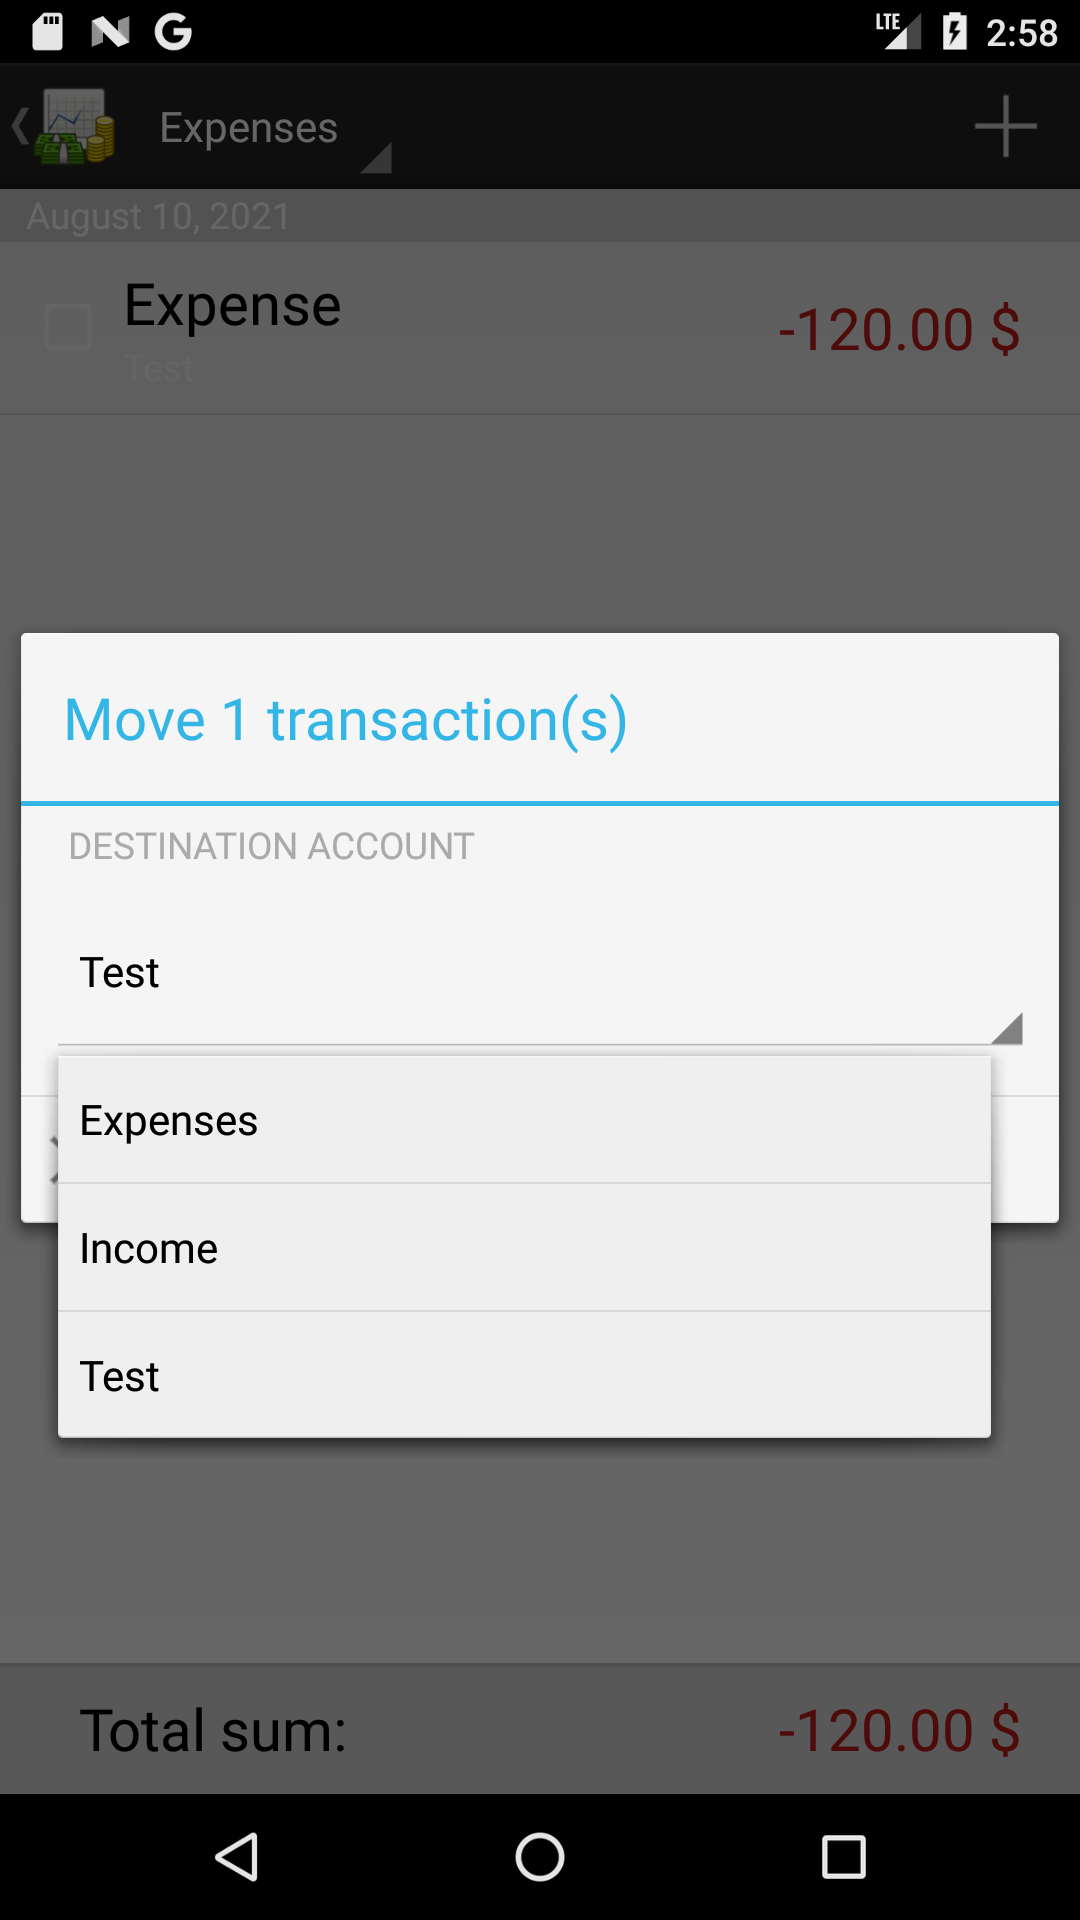 LTE 2:58
Expenses
August 10, 2021
Expense
-120.00 $
Test
Move 1 transaction(s)
DESTINATION ACCOUNT
Test
Expenses
Income
Test
Total sum:
-120.00 $